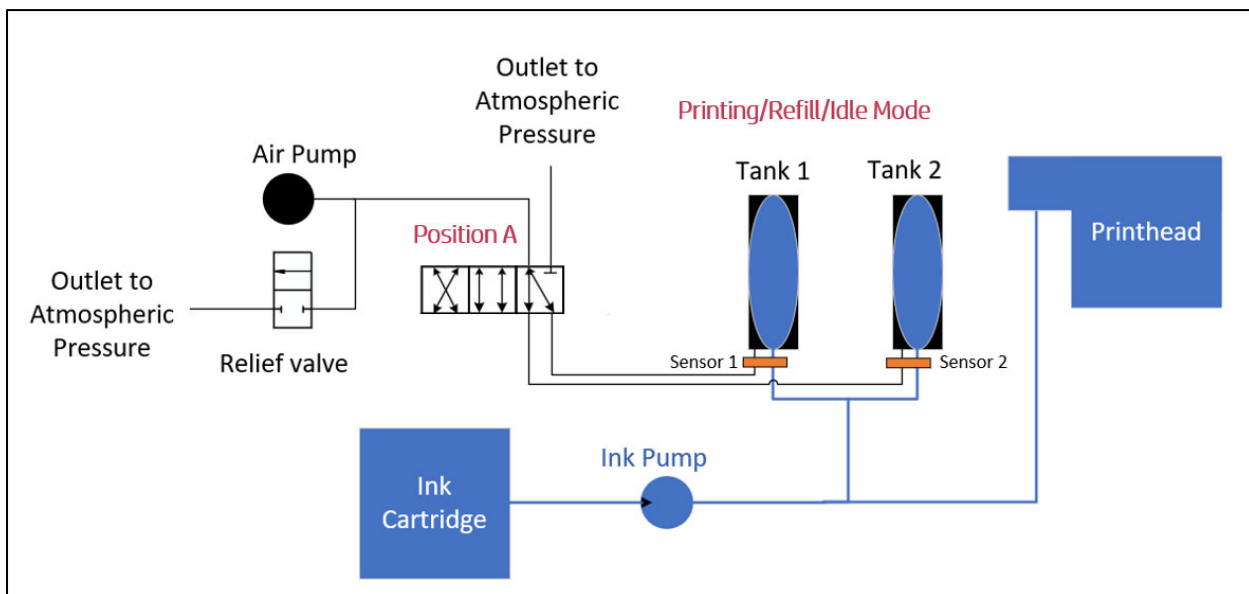 Outlet to
Atmospheric
Pressure
Printing/Refill/Idle Mode
Air Pump
Tank 1
Tank 2
Position A
Printhead
Outlet to
Atmospheric
Pressure
Relief valve
Sensor 1
Sensor 2
Ink Pump
Ink
Cartridge